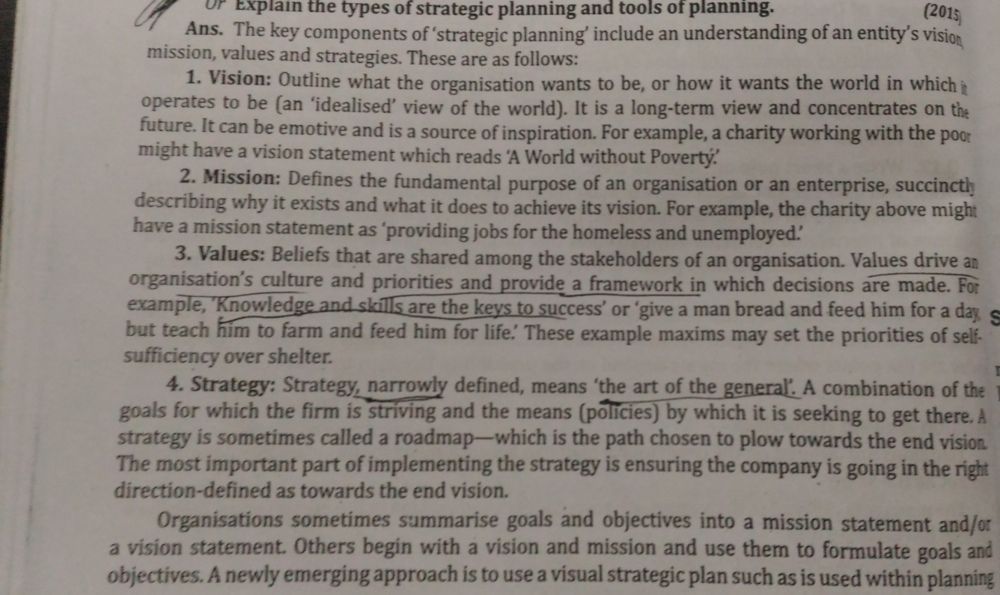 Or Explain the types of strategic planning and tools of planning. (2015)
Ans. The key components of 'strategic planning' include an understanding of an entity's vision,
mission, values and strategies. These are as follows:
1. Vision: Outline what the organisation wants to be, or how it wants the world in which it
operates to be (an 'idealised' view of the world). It is a long-term view and concentrates on the
future. It can be emotive and is a source of inspiration. For example, a charity working with the poor
might have a vision statement which reads 'A World without Poverty.'
2. Mission: Defines the fundamental purpose of an organisation or an enterprise, succinctly
describing why it exists and what it does to achieve its vision. For example, the charity above might
have a mission statement as 'providing jobs for the homeless and unemployed.'
3. Values: Beliefs that are shared among the stakeholders of an organisation. Values drive an
organisation's culture and priorities and provide a framework in which decisions are made. For
example, 'Knowledge and skills are the keys to success' or 'give a man bread and feed him for a day,
but teach him to farm and feed him for life.' These example maxims may set the priorities of self-
sufficiency over shelter.
4. Strategy: Strategy, narrowly defined, means 'the art of the general'. A combination of the
goals for which the firm is striving and the means (policies) by which it is seeking to get there. A
strategy is sometimes called a roadmap—which is the path chosen to plow towards the end vision.
The most important part of implementing the strategy is ensuring the company is going in the right
direction-defined as towards the end vision.
Organisations sometimes summarise goals and objectives into a mission statement and/or
a vision statement. Others begin with a vision and mission and use them to formulate goals and
objectives. A newly emerging approach is to use a visual strategic plan such as is used within planning